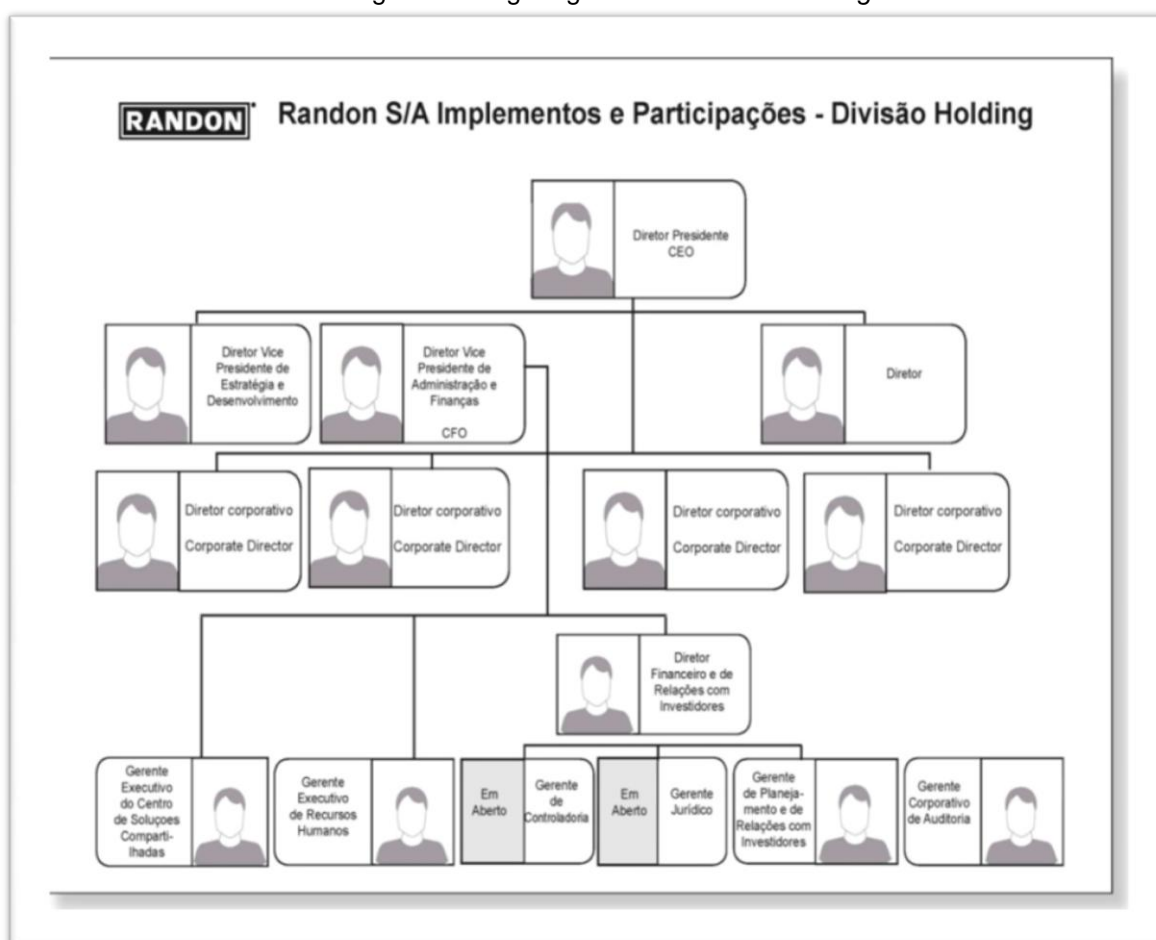 RANDON
Randon S/A Implementos e Participações - Divisão Holding
Diretor Presidente
CEO
Diretor Vice
Presidente de
Estratégia e
Desenvolvimento
Diretor Vice
Presidente de
Administração e
Finanças
CFO
Diretor
Diretor corporativo
Corporate Director
Diretor corporativo
Corporate Director
Diretor corporativo
Corporate Director
Diretor corporativo
Corporate Director
Diretor
Financeiro e de
Relações com
Investidores
Gerente
Executivo
do Centro
de Soluçoes
Comparti-
lhadas
Gerente
Executivo
de Recursos
Humanos
Em
Aberto
Gerente
de
Controladoria
Em
Aberto
Gerente
Jurídico
Gerente
de Planeja-
mento e de
Relações com
Investidores
Gerente
Corporativo
de Auditoria